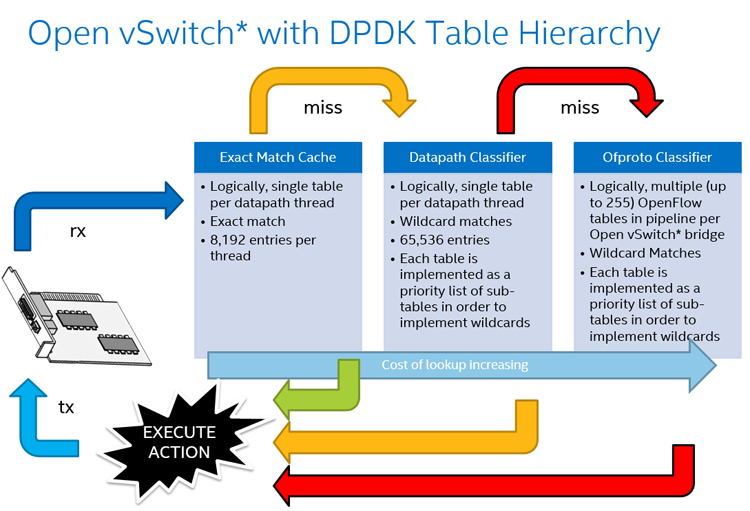 Open vSwitch* with DPDK Table Hierarchy
miss
miss
Exact Match Cache
• Logically, single table
per datapath thread
• Exact match
• 8,192 entries per
thread
Datapath Classifier
• Logically, single table
per datapath thread
• Wildcard matches
• 65,536 entries
• Each table is
implemented as a
priority list of sub-
tables in order to
implement wildcards
Ofproto Classifier
• Logically, multiple (up
to 255) OpenFlow
tables in pipeline per
Open vSwitch* bridge
• Wildcard Matches
• Each table is
implemented as a
priority list of sub-
tables in order to
implement wildcards
rx
Cost of lookup increasing
tx
EXECUTE
ACTION